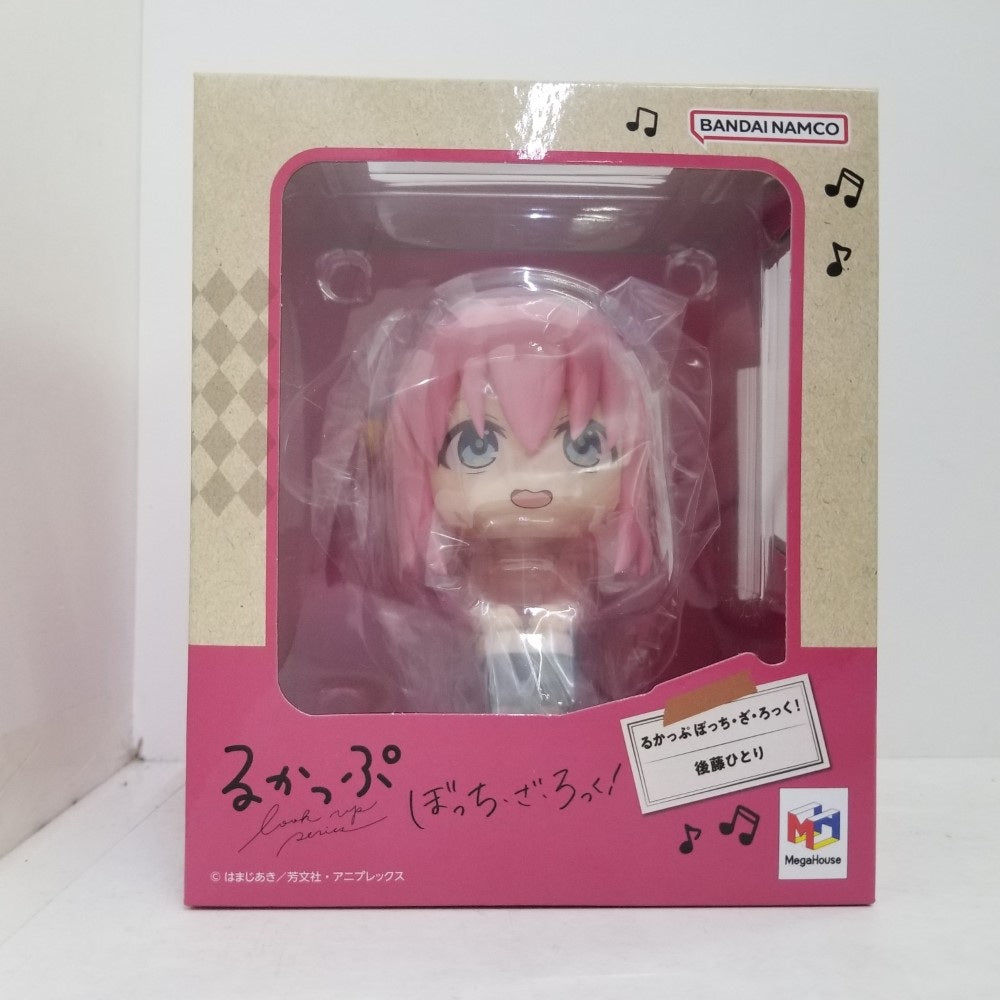 BANDAI NAMCO
るかっぷ ぼっち・ざ・ろっく!
後藤ひとり
るかっぷ
look up
series
ぼっち・ざ・ろっく!
MegaHouse
© はまじあき/芳文社・アニプレックス